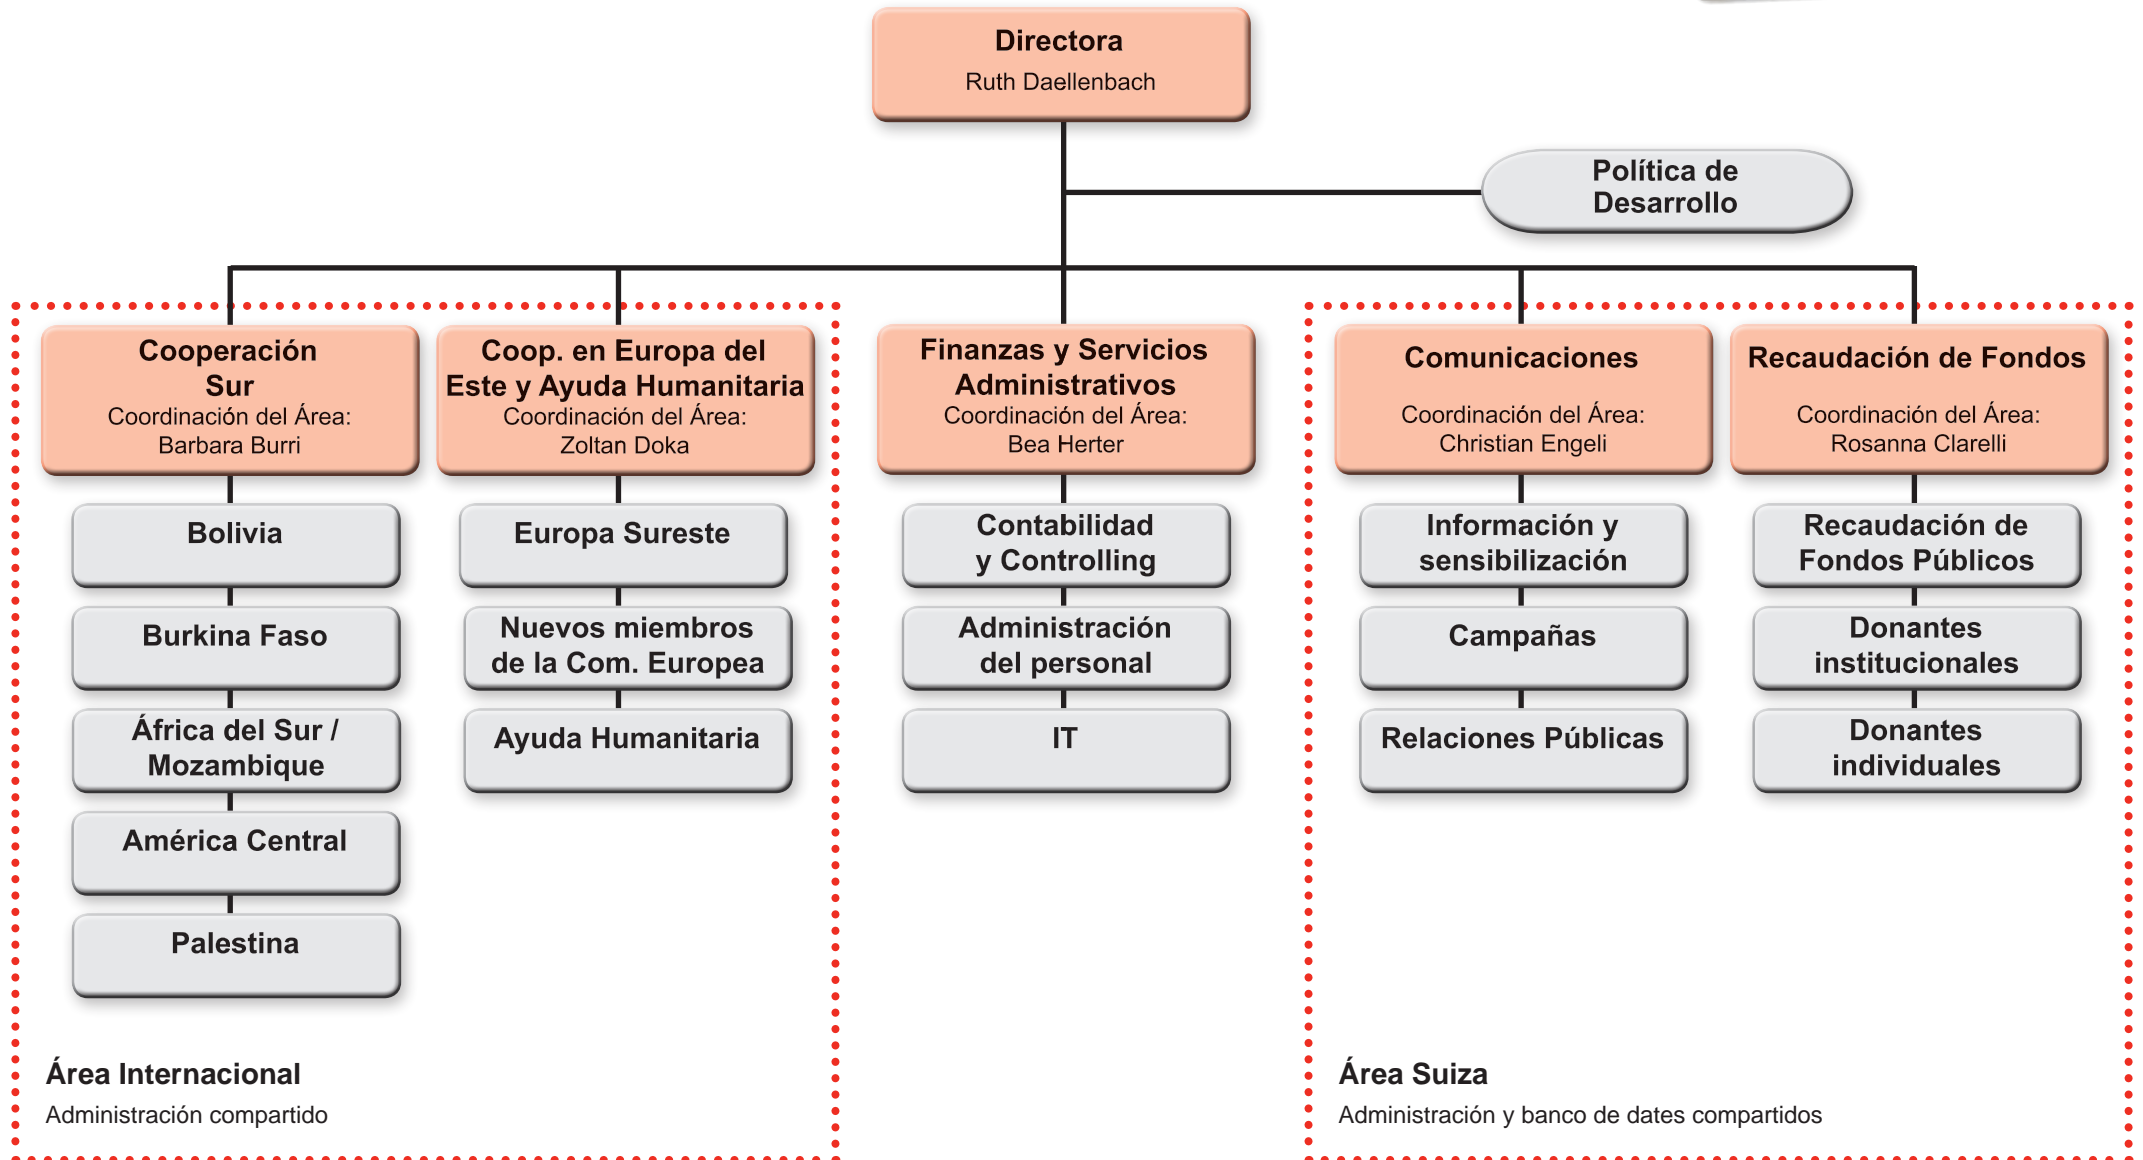 Directora
Ruth Daellenbach
Política de
Desarrollo
Cooperación
Sur
Coordinación del Área:
Barbara Burri
Bolivia
Burkina Faso
África del Sur /
Mozambique
América Central
Palestina
Coop. en Europa del
Este y Ayuda Humanitaria
Coordinación del Área:
Zoltan Doka
Europa Sureste
Nuevos miembros
de la Com. Europea
Ayuda Humanitaria
Área Internacional
Administración compartido
Finanzas y Servicios
Administrativos
Coordinación del Área:
Bea Herter
Contabilidad
y Controlling
Administración
del personal
IT
Comunicaciones
Coordinación del Área:
Christian Engeli
Información y
sensibilización
Campañas
Relaciones Públicas
Recaudación de Fondos
Coordinación del Área:
Rosanna Clarelli
Recaudación de
Fondos Públicos
Donantes
institucionales
Donantes
individuales
Área Suiza
Administración y banco de dates compartidos